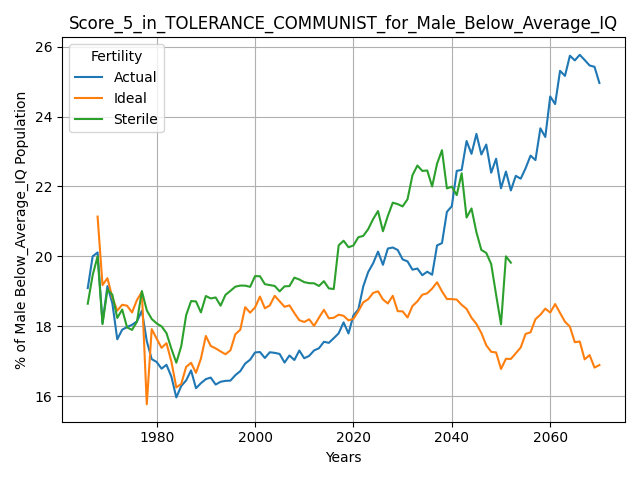 Score_5_in_TOLERANCE_COMMUNIST_for_Male_Below_Average_IQ
Fertility
Actual
Ideal
Sterile
% of Male Below_Average_IQ Population
26
24
22
20
18
16
1980
2000
2020
2040
2060
Years